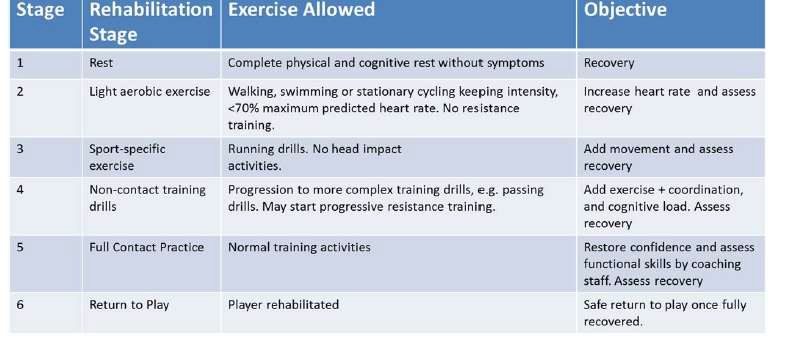 Stage Rehabilitation Exercise Allowed Objective
Stage
1 Rest Complete physical and cognitive rest without symptoms Recovery
2 Light aerobic exercise Walking, swimming or stationary cycling keeping intensity, Increase heart rate and assess
<70% maximum predicted heart rate. No resistance recovery
training.
3 Sport-specific Running drills. No head impact Add movement and assess
exercise activities. recovery
4 Non-contact training Progression to more complex training drills, e.g. passing Add exercise + coordination,
drills drills. May start progressive resistance training. and cognitive load. Assess
recovery
5 Full Contact Practice Normal training activities Restore confidence and assess
functional skills by coaching
staff. Assess recovery
6 Return to Play Player rehabilitated Safe return to play once fully
recovered.